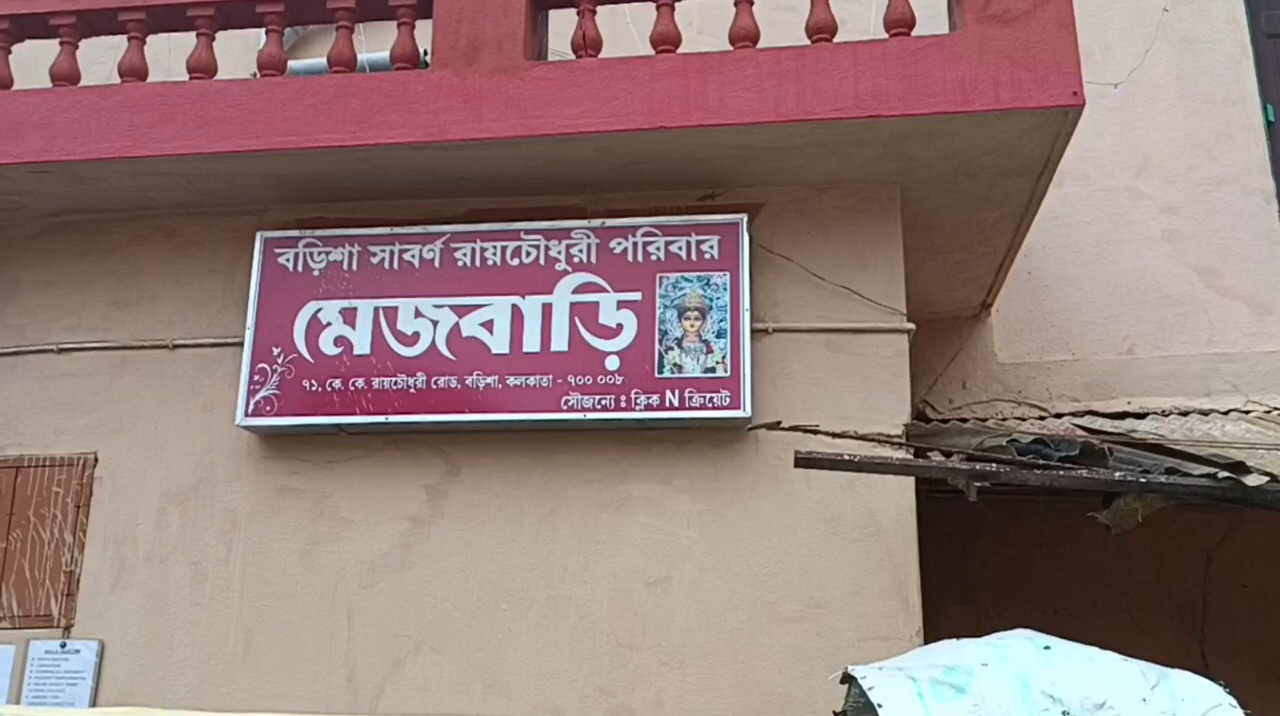 বড়িশা সাবর্ণ রায়চৌধুরী পরিবার
মেজবাড়ি
৭১, কে. কে. রায়চৌধুরী রোড, বড়িশা, কলকাতা - ৭০০ ০০৮
সৌজন্যে ঃ ক্লিক N ক্রিয়েট